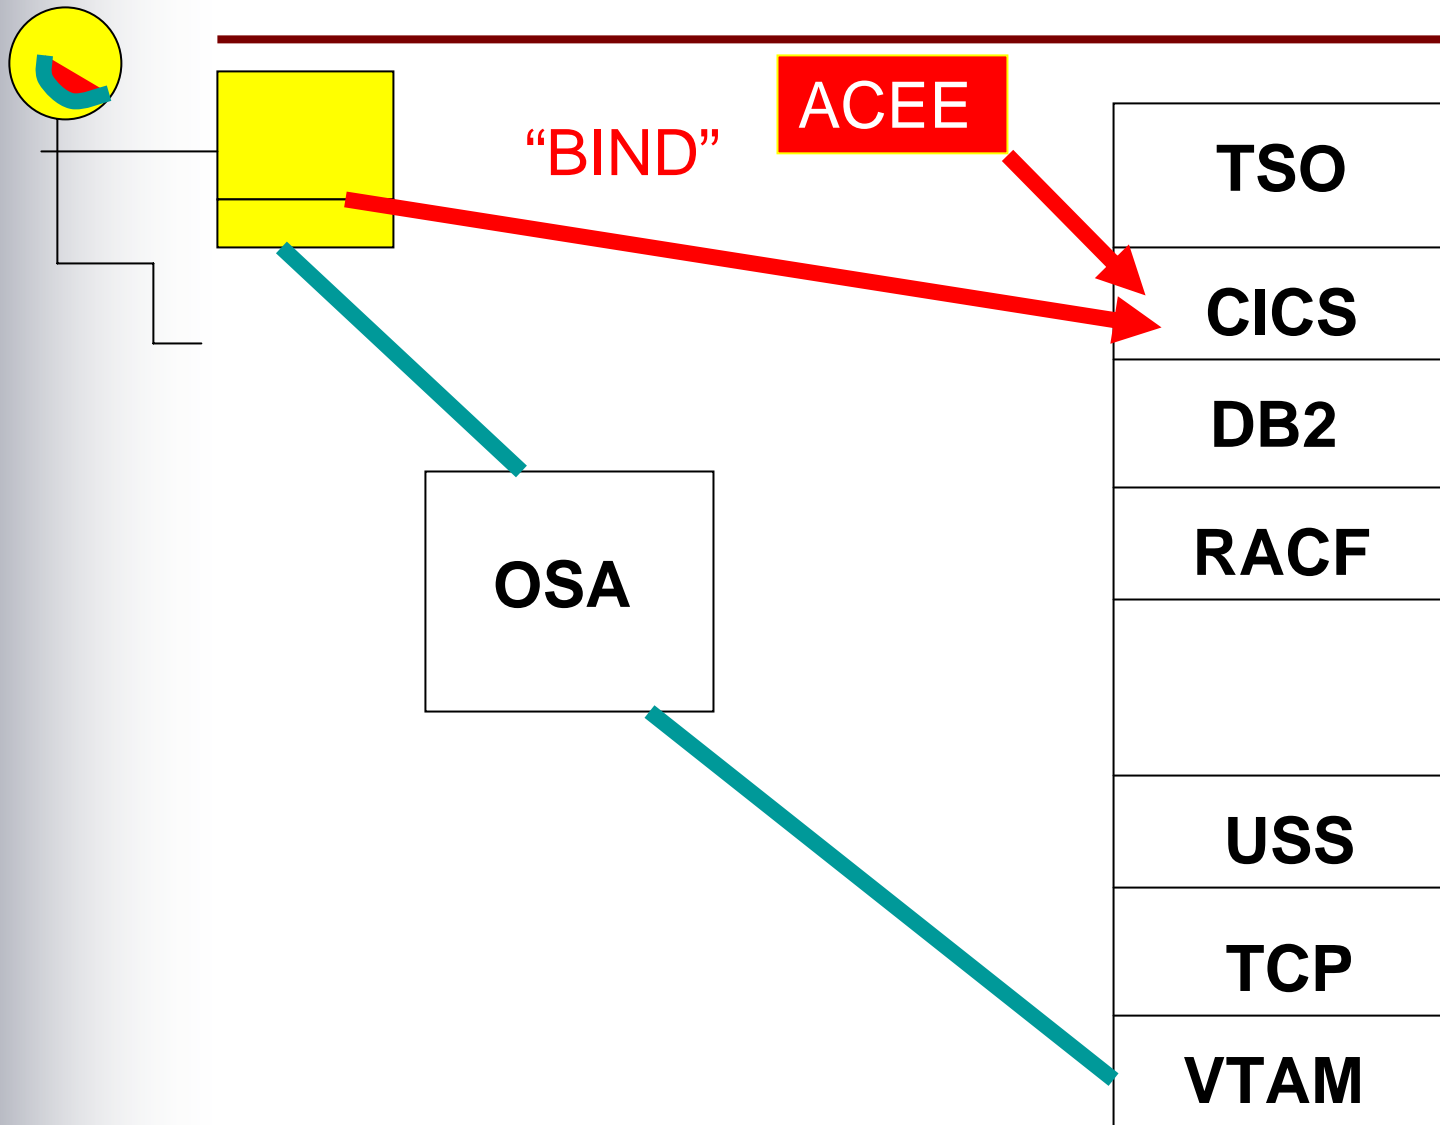 ACEE
“BIND”
TSO
CICS
DB2
RACF
OSA
USS
TCP
VTAM